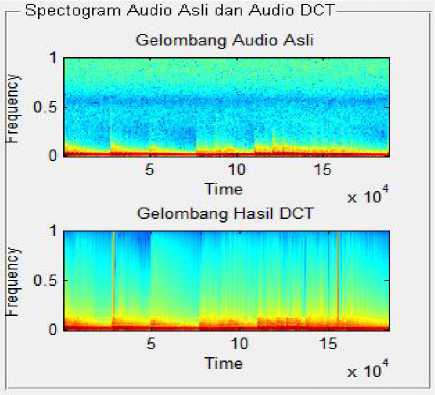 Spectogram Audio Asli dan Audio DCT
Gelombang Audio Asli
Frequency
1
0.5
0
5 10 15
Time
x 10^4
Gelombang Hasil DCT
Frequency
1
0.5
0
5 10 15
Time
x 10^4